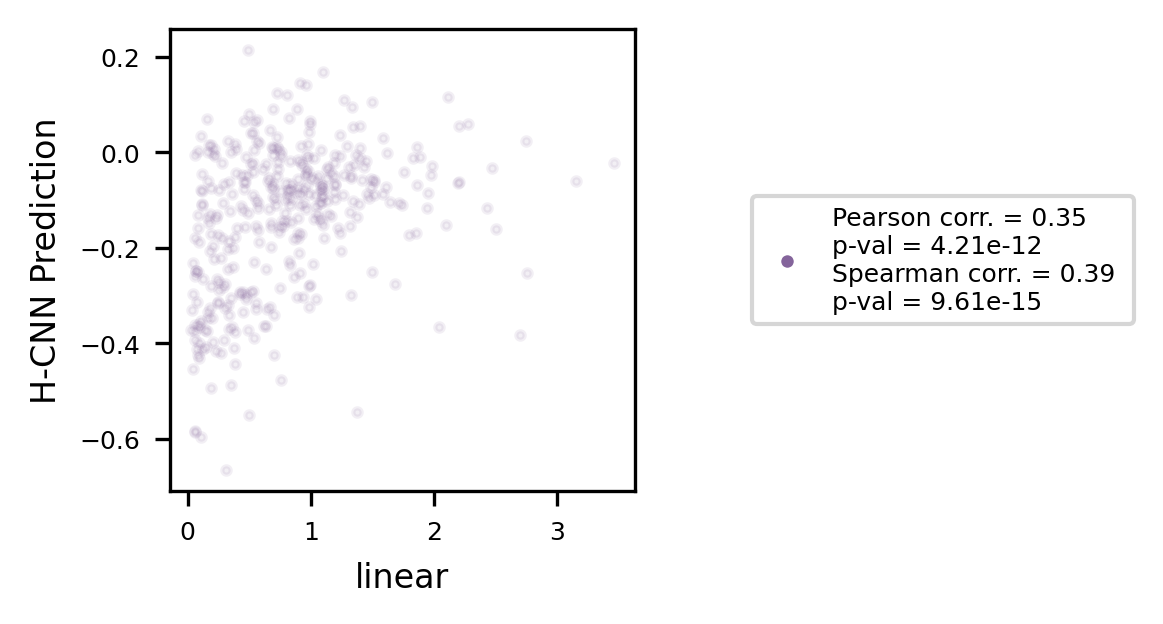 0.2
0.0
−0.2
−0.4
−0.6
H-CNN Prediction
0 1 2 3
linear
Pearson corr. = 0.35
p-val = 4.21e-12
Spearman corr. = 0.39
p-val = 9.61e-15